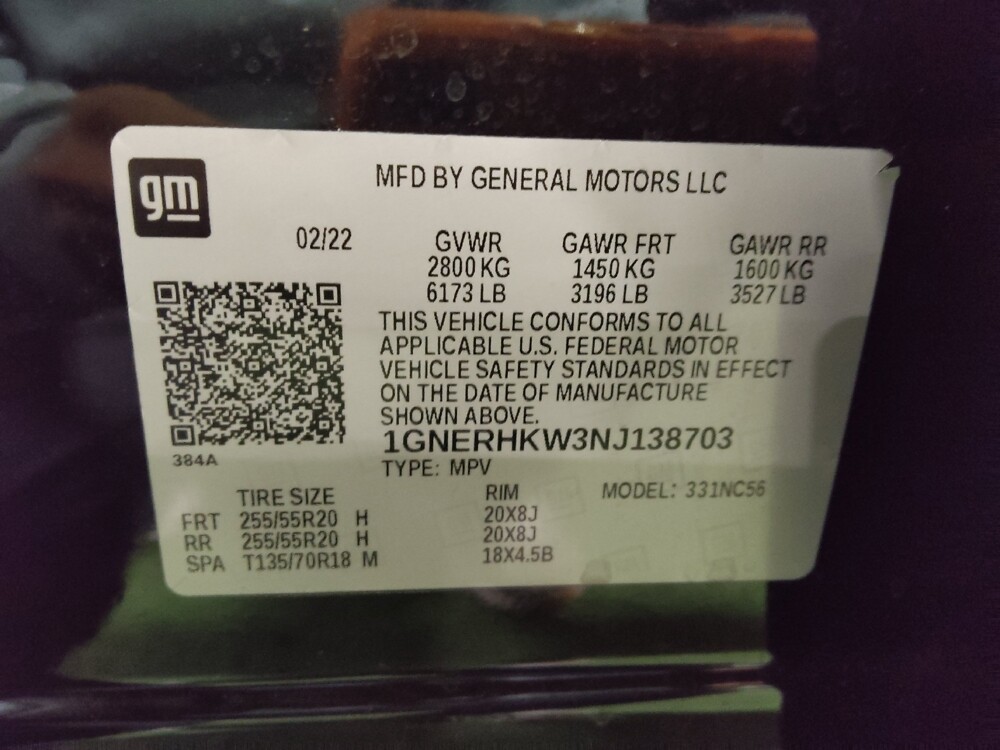 gm
MFD BY GENERAL MOTORS LLC
02/22 GVWR GAWR FRT GAWR RR
2800 KG 1450 KG 1600 KG
6173 LB 3196 LB 3527 LB
THIS VEHICLE CONFORMS TO ALL
APPLICABLE U.S. FEDERAL MOTOR
VEHICLE SAFETY STANDARDS IN EFFECT
ON THE DATE OF MANUFACTURE
SHOWN ABOVE.
1GNERHKW3NJ138703
384A
TYPE: MPV
TIRE SIZE RIM MODEL: 331NC56
FRT 255/55R20 H 20X8J
RR 255/55R20 H 20X8J
SPA T135/70R18 M 18X4.5B